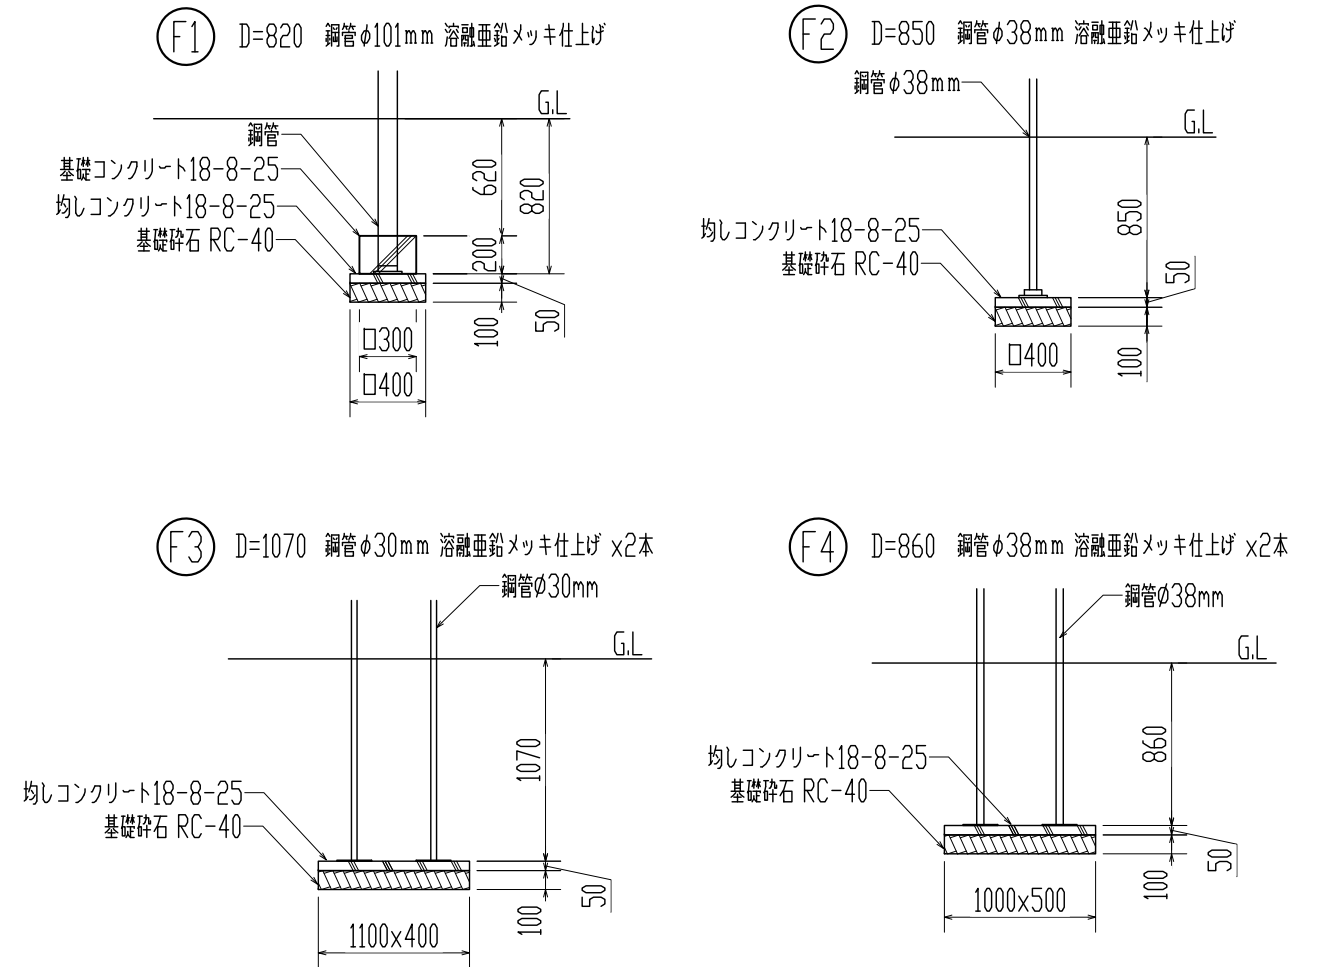 F1 D=820 鋼管φ101mm 溶融亜鉛メッキ仕上げ
G.L
鋼管
基礎コンクリート18-8-25
均しコンクリート18-8-25
基礎砕石 RC-40
620
820
200
100
50
□300
□400
F2 D=850 鋼管φ38mm 溶融亜鉛メッキ仕上げ
鋼管φ38mm
G.L
均しコンクリート18-8-25
基礎砕石 RC-40
850
50
100
□400
F3 D=1070 鋼管φ30mm 溶融亜鉛メッキ仕上げ x2本
鋼管Ø30mm
G.L
1070
均しコンクリート18-8-25
基礎砕石 RC-40
50
100
1100x400
F4 D=860 鋼管φ38mm 溶融亜鉛メッキ仕上げ x2本
鋼管Ø38mm
G.L
860
均しコンクリート18-8-25
基礎砕石 RC-40
50
100
1000x500